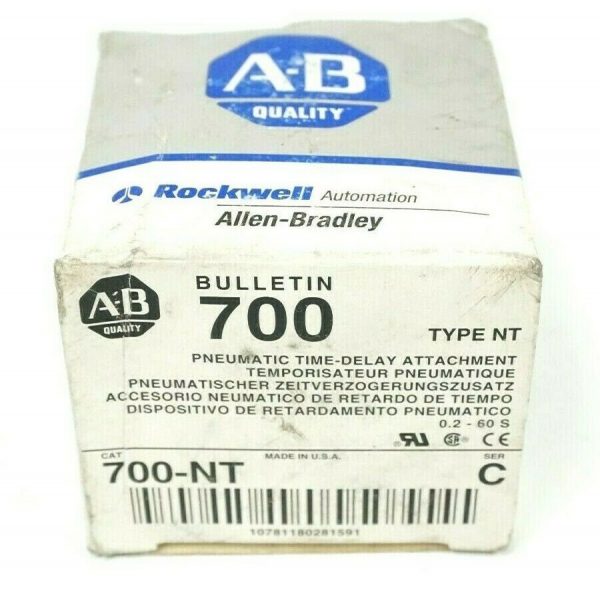 A-B
QUALITY
Rockwell Automation
Allen-Bradley
A-B
QUALITY
BULLETIN
700
TYPE NT
PNEUMATIC TIME-DELAY ATTACHMENT
TEMPORISATEUR PNEUMATIQUE
PNEUMATISCHER ZEITVERZOGERUNGSZUSATZ
ACCESORIO NEUMATICO DE RETARDO DE TIEMPO
DISPOSITIVO DE RETARDAMENTO PNEUMATICO
0.2 - 60 S
CAT
MADE IN U.S.A.
SER
700-NT
C
10781180281591